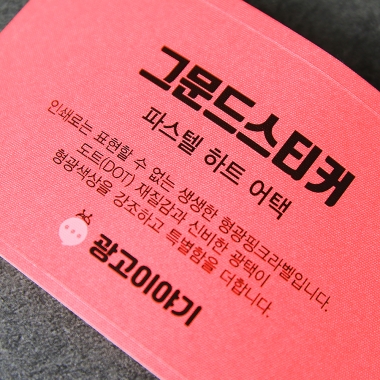 그문드스티커
파스텔 하트 어택
인쇄로는 표현할 수 없는 생생한 형광핑크라벨입니다.
도트(DOT) 재질감과 신비한 광택이
형광색상을 강조하고 특별함을 더합니다.
광고이야기